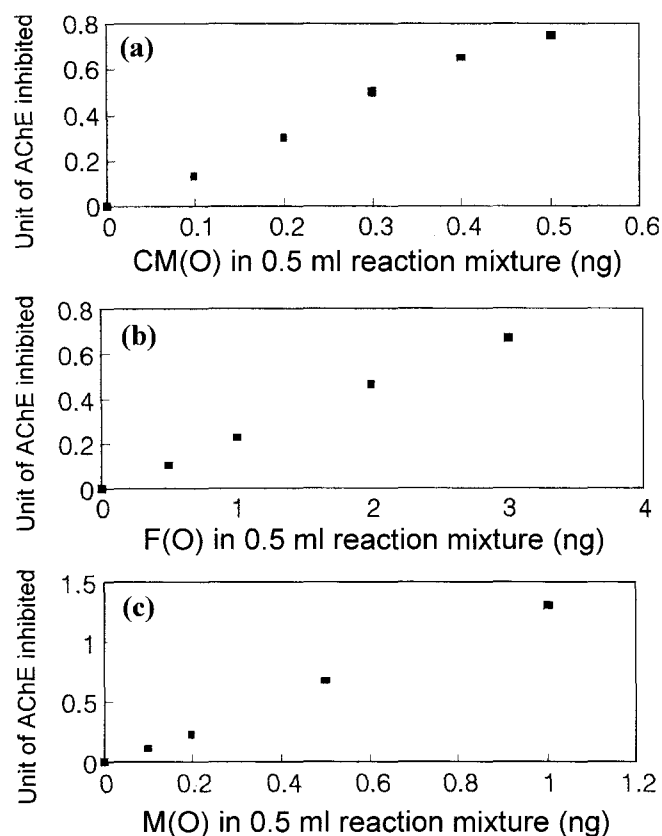 (a)
Unit of AChE inhibited
0.8
0.6
0.4
0.2
0
0 0.1 0.2 0.3 0.4 0.5 0.6
CM(O) in 0.5 ml reaction mixture (ng)
(b)
Unit of AChE inhibited
0.8
0.6
0.4
0.2
0
0 1 2 3 4
F(O) in 0.5 ml reaction mixture (ng)
(c)
Unit of AChE inhibited
1.5
1
0.5
0
0 0.2 0.4 0.6 0.8 1 1.2
M(O) in 0.5 ml reaction mixture (ng)